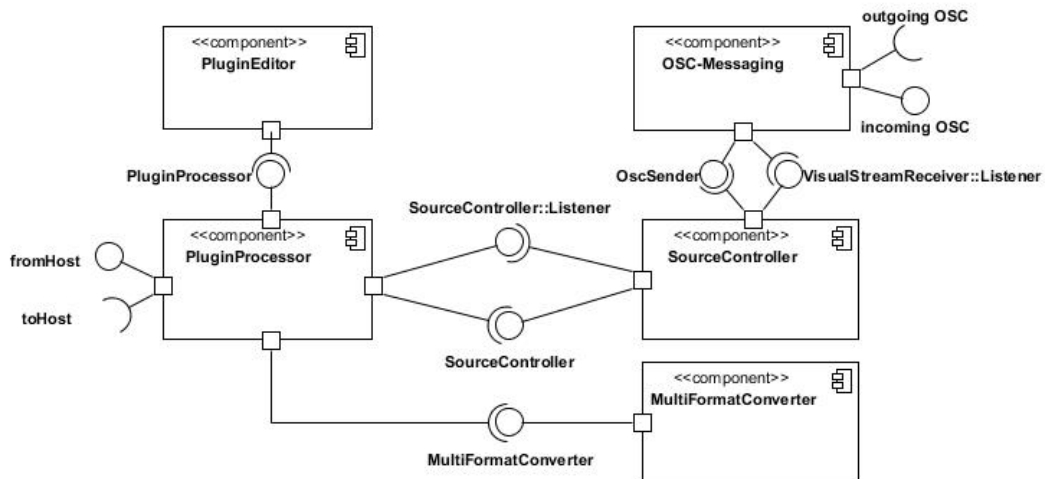 outgoing OSC
<<component>>
PluginEditor
<<component>>
OSC-Messaging
incoming OSC
PluginProcessor
OscSender
VisualStreamReceiver::Listener
SourceController::Listener
<<component>>
PluginProcessor
<<component>>
SourceController
fromHost
toHost
SourceController
<<component>>
MultiFormatConverter
MultiFormatConverter